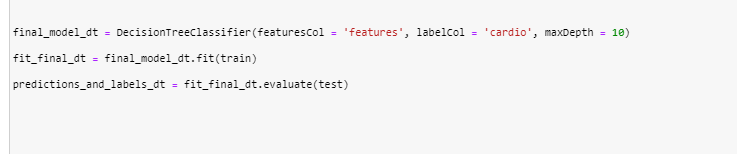 final_model_dt = DecisionTreeClassifier(featuresCol = 'features', labelCol = 'cardio', maxDepth = 10)
fit_final_dt = final_model_dt.fit(train)
predictions_and_labels_dt = fit_final_dt.evaluate(test)